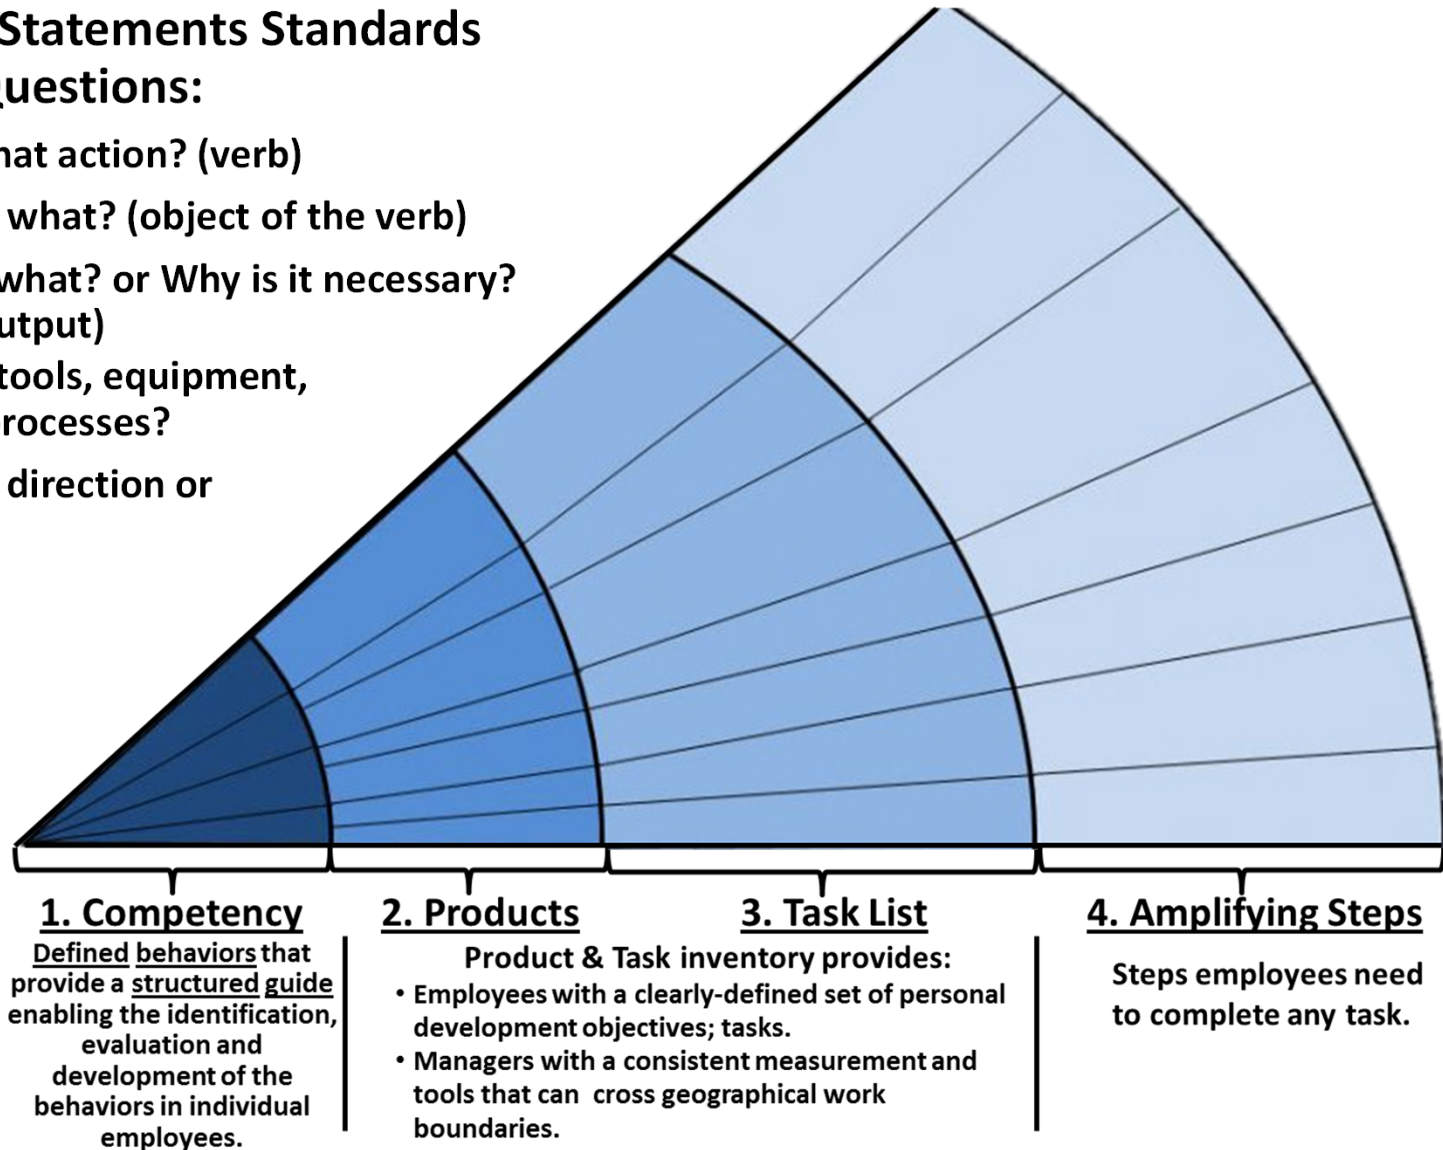 Statements Standards
uestions:
hat action? (verb)
what? (object of the verb)
what? or Why is it necessary?
utput)
tools, equipment,
rocesses?
direction or
1. Competency
Defined behaviors that
provide a structured guide
enabling the identification,
evaluation and
development of the
behaviors in individual
employees.
2. Products
3. Task List
Product & Task inventory provides:
• Employees with a clearly-defined set of personal
development objectives; tasks.
• Managers with a consistent measurement and
tools that can cross geographical work
boundaries.
4. Amplifying Steps
Steps employees need
to complete any task.